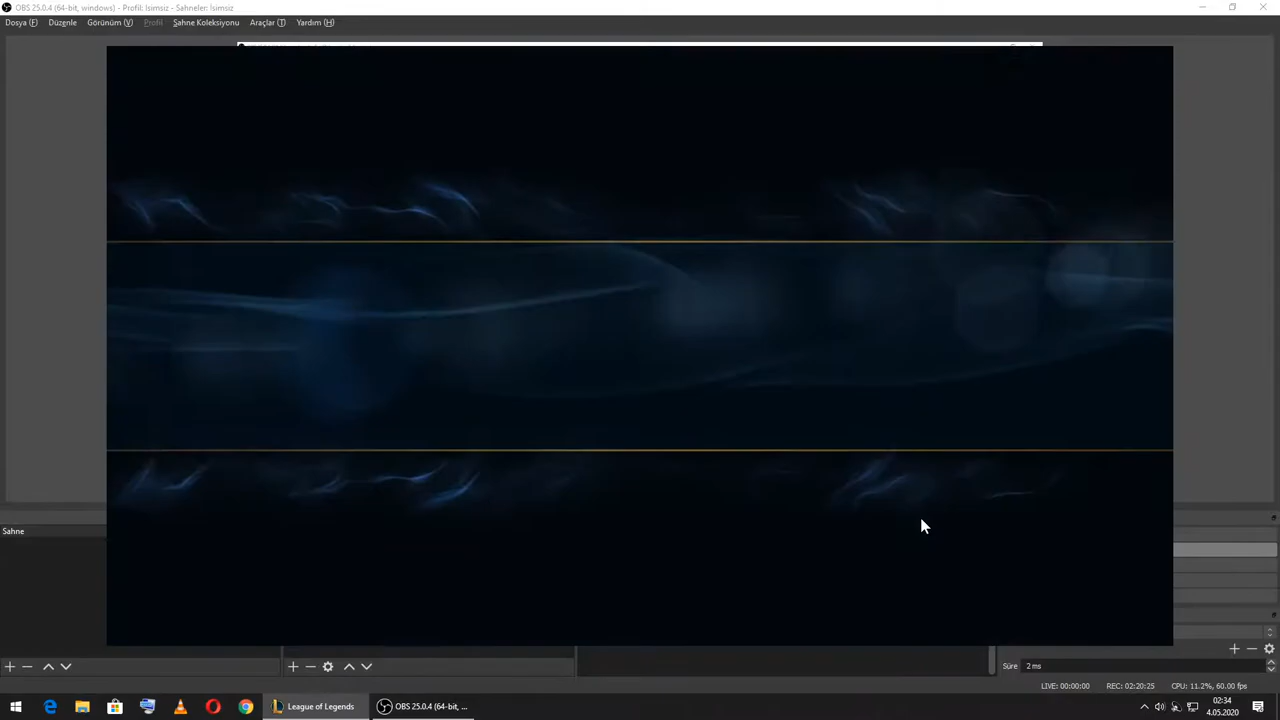 OBS 25.0.4 (64-bit, windows) - Profil: İsimsiz - Sahneler: İsimsiz
Dosya (F) Düzenle Görünüm (V) Profil Sahne Koleksiyonu Araçlar (T) Yardım (H)
Sahne
Süre 2 ms
LIVE: 00:00:00 REC: 02:20:25 CPU: 11.2%, 60.00 fps
League of Legends OBS 25.0.4 (64-bit, w... 02:34
4.05.2020